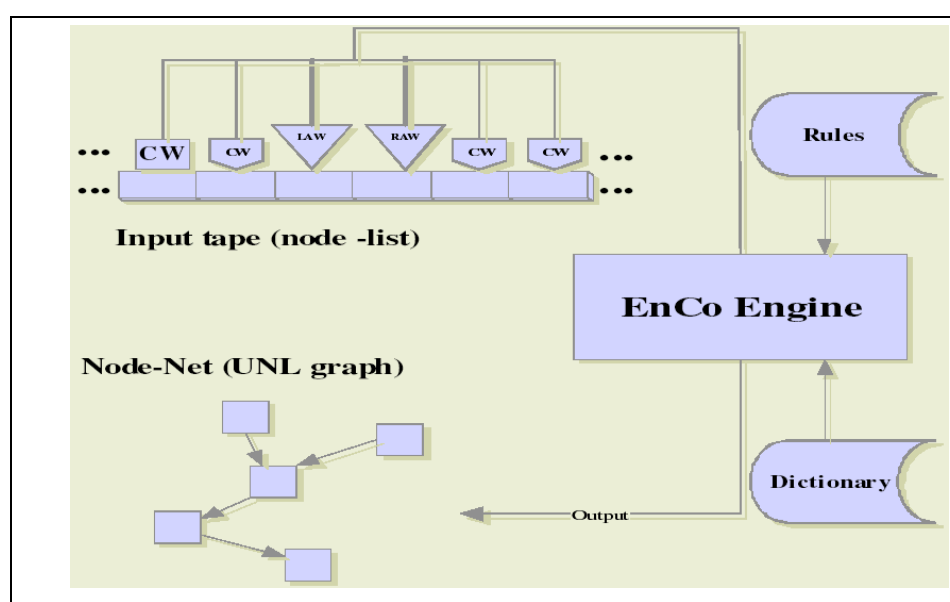 LAW
RAW
CW
CW
CW
CW
Rules
... ...
... ...
Input tape (node -list)
EnCo Engine
Node-Net (UNL graph)
Dictionary
Output